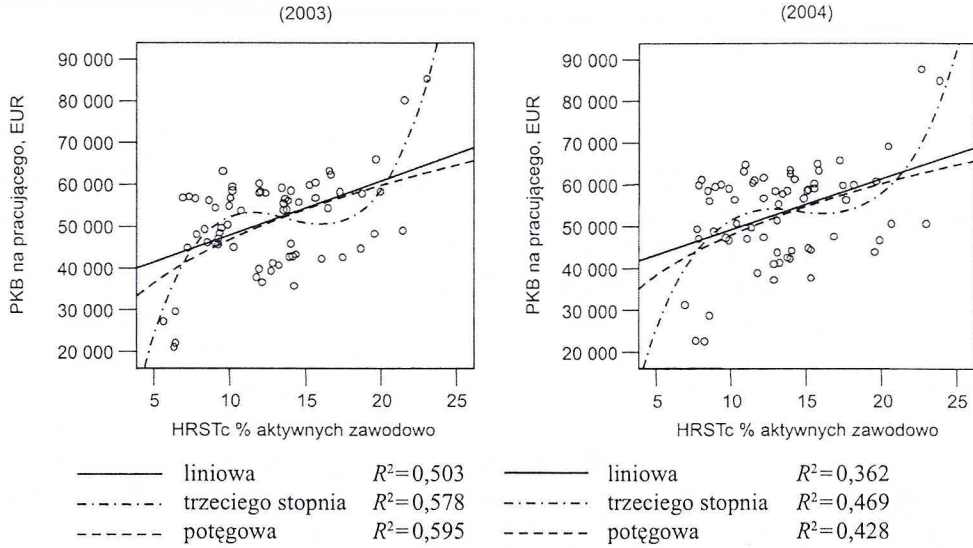 (2003)
PKB na pracującego, EUR
90 000
80 000
70 000
60 000
50 000
40 000
30 000
20 000
5 10 15 20 25
HRSTc % aktywnych zawodowo
liniowa R²=0,503
trzeciego stopnia R²=0,578
potęgowa R²=0,595
(2004)
PKB na pracującego, EUR
90 000
80 000
70 000
60 000
50 000
40 000
30 000
20 000
5 10 15 20 25
HRSTc % aktywnych zawodowo
liniowa R²=0,362
trzeciego stopnia R²=0,469
potęgowa R²=0,428